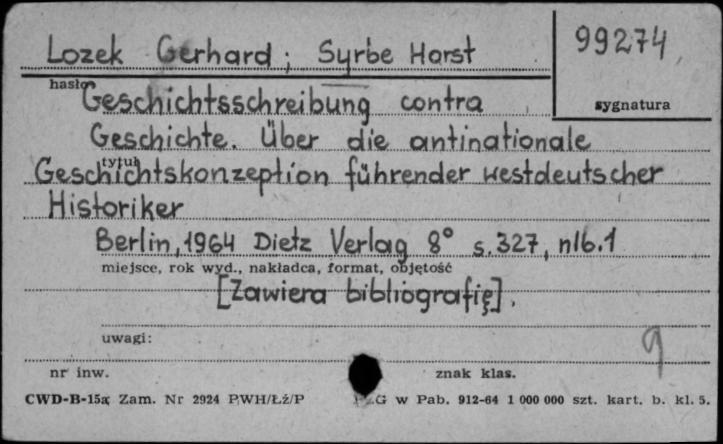 Lozek Gerhard; Syrbe Horst
99274
hasło
sygnatura
Geschichtsschreibung contra
Geschichte. Über die antinationale
tytuł
Geschichtskonzeption führender westdeutscher
Historiker
Berlin, 1964 Dietz Verlag 8° s. 327, nlb. 1
miejsce, rok wyd., nakładca, format, objętość
[Zawiera bibliografię].
uwagi:
9
nr inw.
znak klas.
CWD-B-15a; Zam. Nr 2924 PWH/Łż/P
w Pab. 912-64 1 000 000 szt. kart. b. kl. 5.